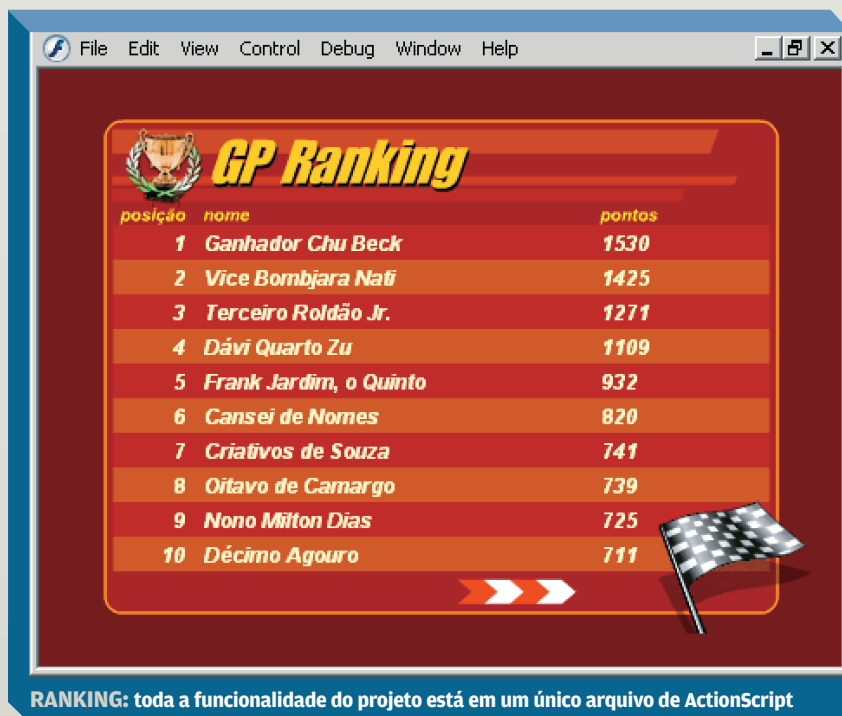 File Edit View Control Debug Window Help
GP Ranking
posição nome pontos
1 Ganhador Chu Beck 1530
2 Vice Bombjara Nati 1425
3 Terceiro Roldão Jr. 1271
4 Dávi Quarto Zu 1109
5 Frank Jardim, o Quinto 932
6 Cansei de Nomes 820
7 Criativos de Souza 741
8 Oitavo de Camargo 739
9 Nono Milton Dias 725
10 Décimo Agouro 711
RANKING: toda a funcionalidade do projeto está em um único arquivo de ActionScript